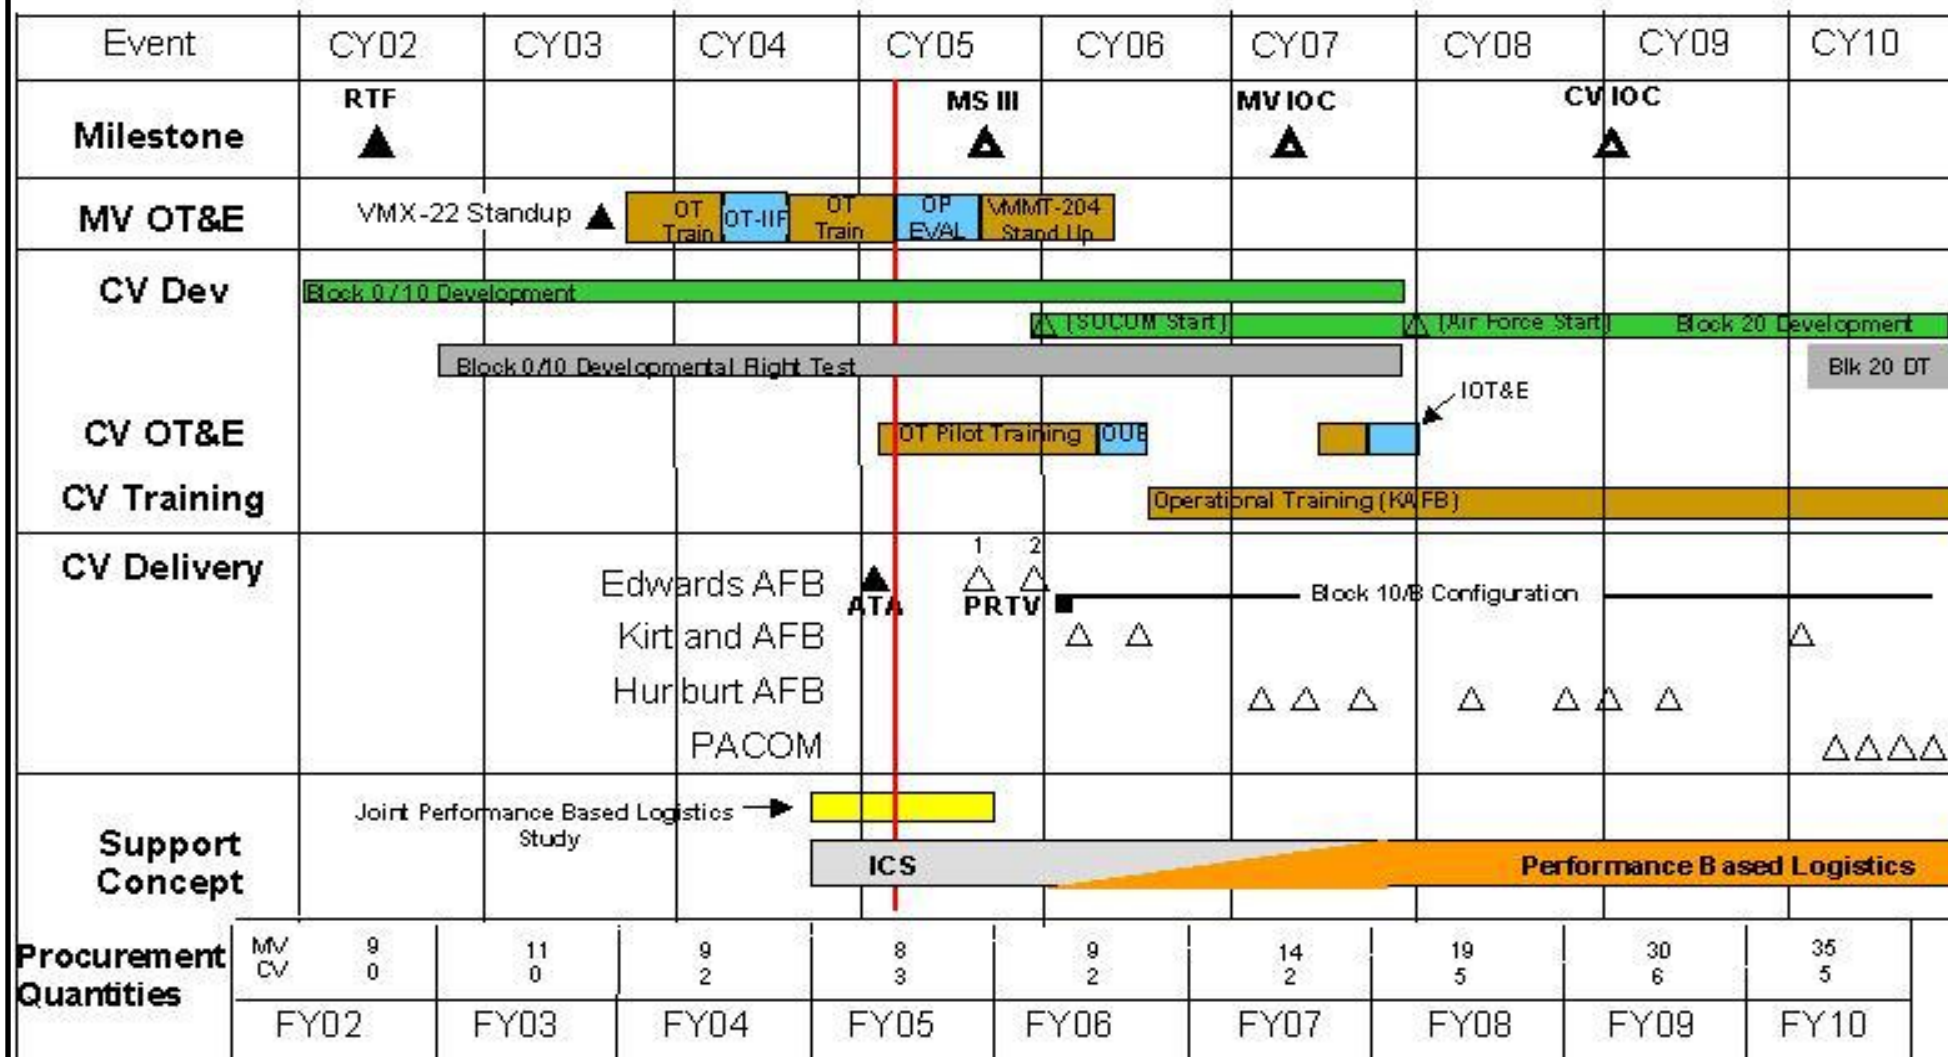 Event CY02 CY03 CY04 CY05 CY06 CY07 CY08 CY09 CY10
RTF MS III MV IOC CV IOC
Milestone
MV OT&E
VMX-22 Standup
OT Train
OT-IIF
OT Train
OP EVAL
VMMT-204 Stand Up
CV Dev
Block 0/10 Development
(SOCOM Start) (Air Force Start) Block 20 Development
Block 0/10 Developmental Flight Test
Blk 20 DT
IOT&E
CV OT&E
OT Pilot Training OUE
CV Training
Operational Training (KAFB)
CV Delivery
1 2
Edwards AFB
ATA PRTV
Block 10/B Configuration
Kirtland AFB
Hurlburt AFB
PACOM
Joint Performance Based Logistics
Study
Support
Concept
ICS
Performance Based Logistics
Procurement
Quantities
MV 9 11 9 8 9 14 19 30 35
CV 0 0 2 3 2 2 5 6 5
FY02 FY03 FY04 FY05 FY06 FY07 FY08 FY09 FY10